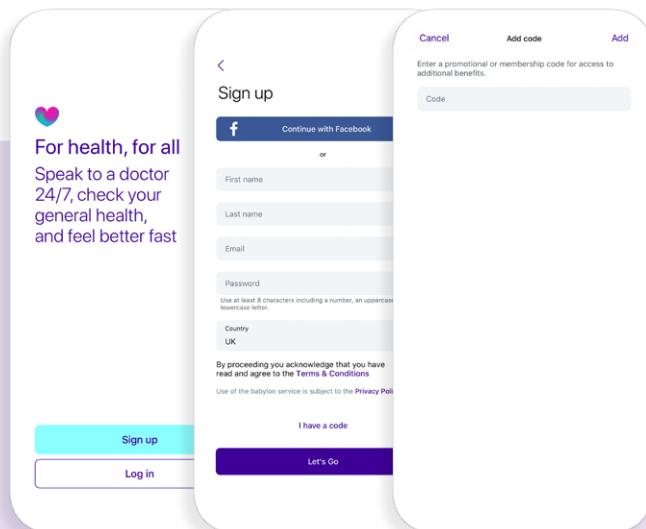 For health, for all
Speak to a doctor
24/7, check your
general health,
and feel better fast
Sign up
Log in
Sign up
f
Continue with Facebook
or
First name
Last name
Email
Password
Use at least 8 characters including a number, an uppercase
lowercase letter.
Country
UK
By proceeding you acknowledge that you have
read and agree to the Terms & Conditions
Use of the babylon service is subject to the Privacy Poli
I have a code
Let's Go
Cancel
Add code
Add
Enter a promotional or membership code for access to
additional benefits.
Code